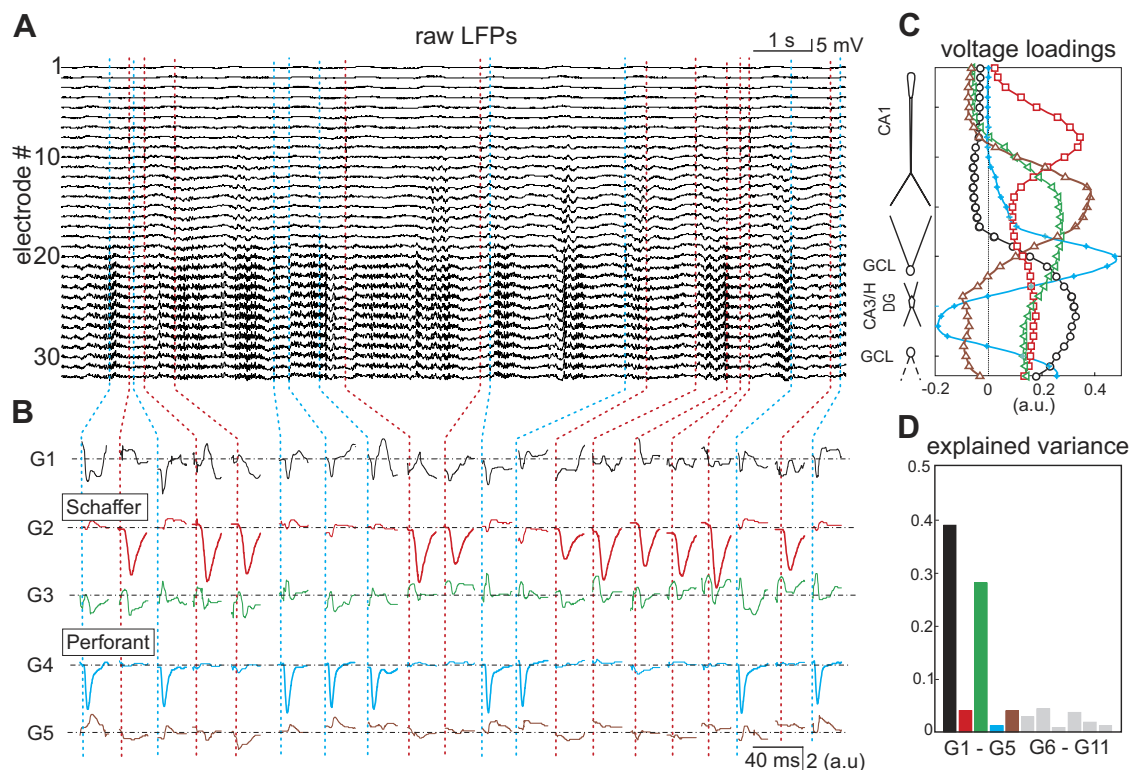 A
raw LFPs
1 s
5 mV
electrode #
1
10
20
30
B
G1
Schaffer
G2
G3
Perforant
G4
G5
40 ms
2 (a.u)
C
voltage loadings
CA1
GCL
CA3/H
DG
GCL
-0.2
0
0.2
0.4
(a.u.)
D
explained variance
0.5
0.4
0.3
0.2
0.1
0
G1 - G5
G6 - G11